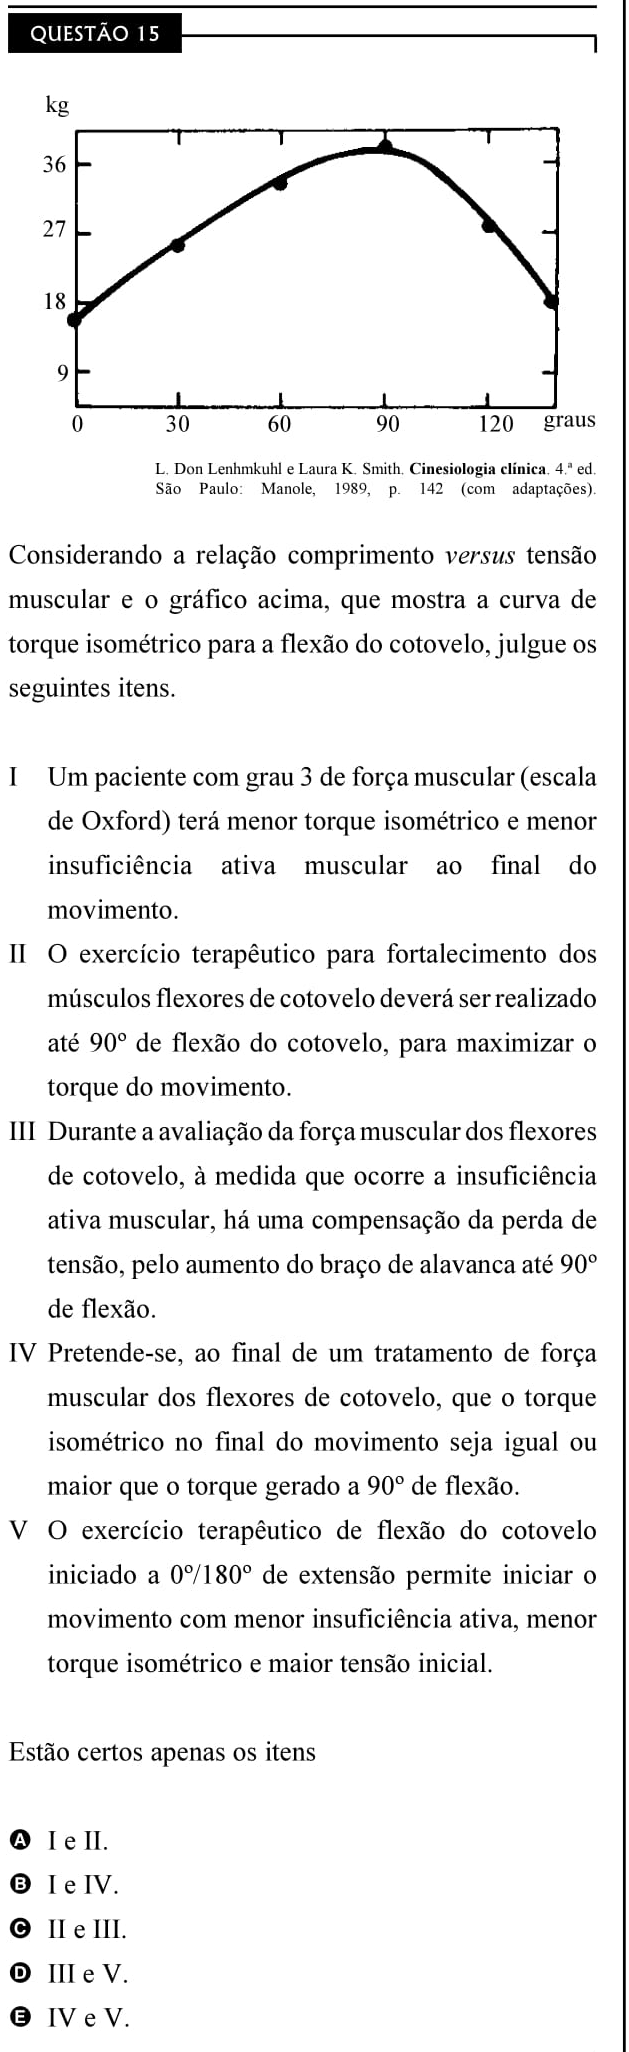 QUESTÃO 15
kg
36
27
18
9
0 30 60 90 120 graus
L. Don Lenhmkuhl e Laura K. Smith. Cinesiologia clínica. 4.ª ed.
São Paulo: Manole, 1989, p. 142 (com adaptações).
Considerando a relação comprimento versus tensão
muscular e o gráfico acima, que mostra a curva de
torque isométrico para a flexão do cotovelo, julgue os
seguintes itens.
I Um paciente com grau 3 de força muscular (escala
de Oxford) terá menor torque isométrico e menor
insuficiência ativa muscular ao final do
movimento.
II O exercício terapêutico para fortalecimento dos
músculos flexores de cotovelo deverá ser realizado
até 90º de flexão do cotovelo, para maximizar o
torque do movimento.
III Durante a avaliação da força muscular dos flexores
de cotovelo, à medida que ocorre a insuficiência
ativa muscular, há uma compensação da perda de
tensão, pelo aumento do braço de alavanca até 90º
de flexão.
IV Pretende-se, ao final de um tratamento de força
muscular dos flexores de cotovelo, que o torque
isométrico no final do movimento seja igual ou
maior que o torque gerado a 90º de flexão.
V O exercício terapêutico de flexão do cotovelo
iniciado a 0º/180º de extensão permite iniciar o
movimento com menor insuficiência ativa, menor
torque isométrico e maior tensão inicial.
Estão certos apenas os itens
A I e II.
B I e IV.
C II e III.
D III e V.
E IV e V.